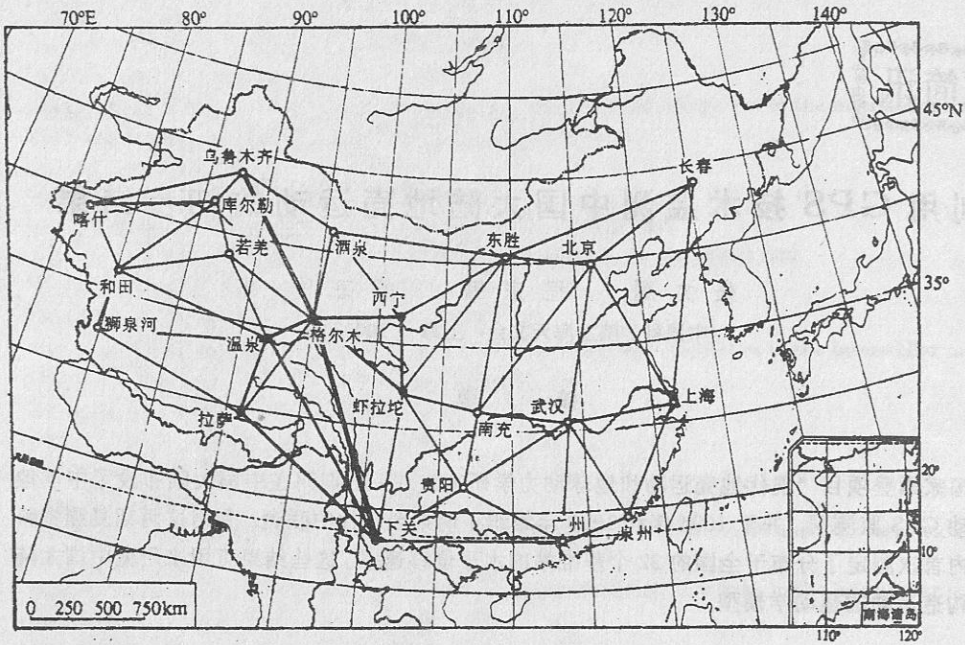 70°E
80°
90°
100°
110°
120°
130°
140°
45°N
乌鲁木齐
长春
喀什
库尔勒
酒泉
东胜
北京
若羌
和田
35°
西宁
狮泉河
温泉
格尔木
虾拉坨
武汉
上海
拉萨
南充
贵阳
20°
下关
广州
泉州
10°
0 250 500 750km
南海诸岛
110°
120°